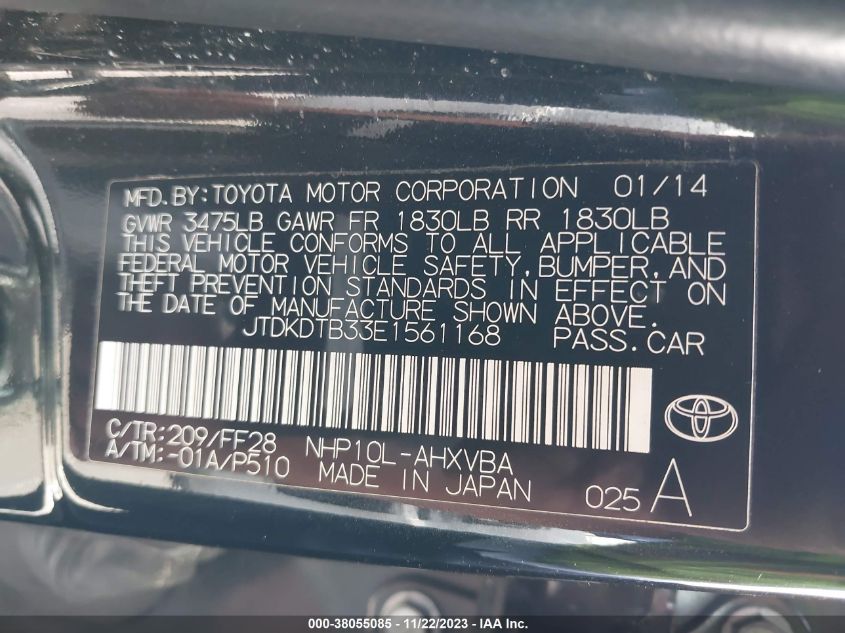 MFD.BY:TOYOTA MOTOR CORPORATION 01/14
GVWR 3475LB GAWR FR 1830LB RR 1830LB
THIS VEHICLE CONFORMS TO ALL APPLICABLE
FEDERAL MOTOR VEHICLE SAFETY,BUMPER,AND
THEFT PREVENTION STANDARDS IN EFFECT ON
THE DATE OF MANUFACTURE SHOWN ABOVE.
JTDKDTB33E1561168 PASS.CAR
C/TR:209/FF28 NHP10L-AHXVBA
A/TM:-01A/P510 MADE IN JAPAN 025 A
000-38055085 - 11/22/2023 - IAA Inc.